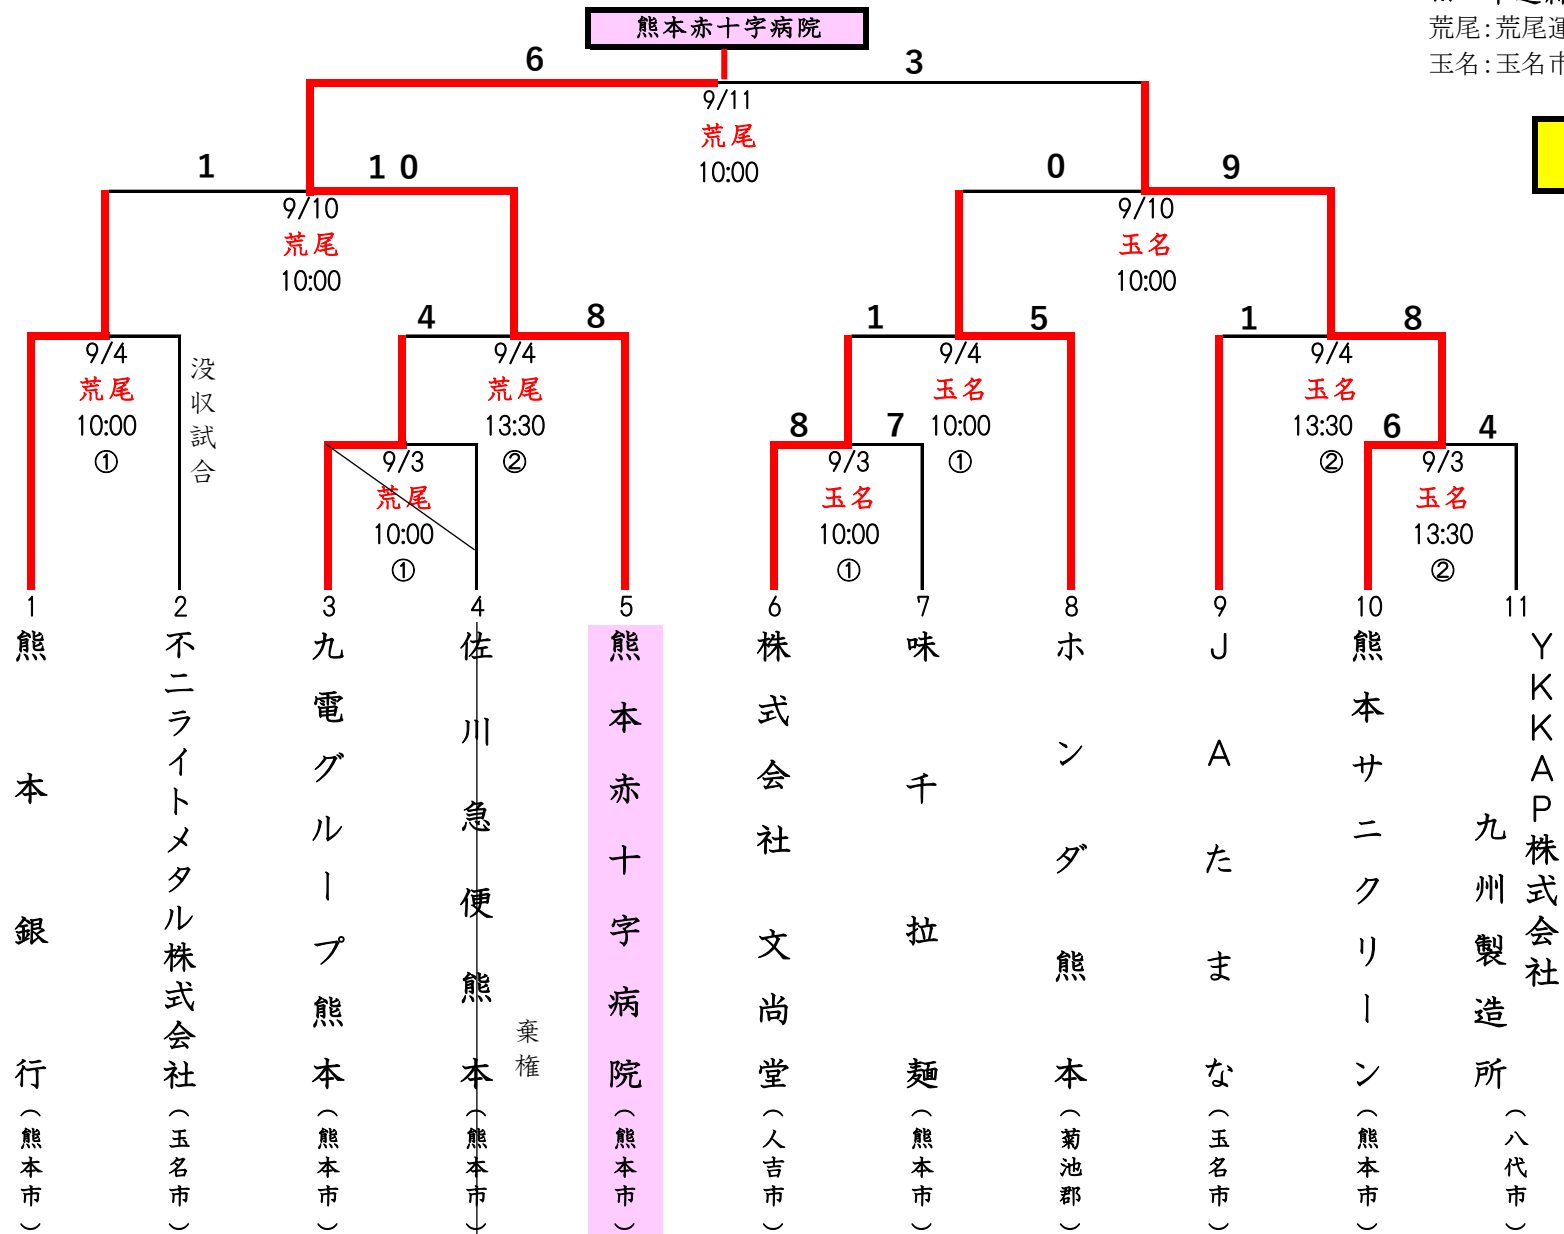 熊本赤十字病院
荒尾:荒尾
玉名:玉名市
6
3
9/11
荒尾
10:00
1
10
9/10
荒尾
10:00
0
9
9/10
玉名
10:00
9/4
荒尾
10:00
①
没収試合
4
8
9/4
荒尾
13:30
②
1
5
9/4
玉名
10:00
①
1
8
9/4
玉名
13:30
②
9/3
荒尾
10:00
①
8
7
9/3
玉名
10:00
①
6
4
9/3
玉名
13:30
②
1
熊本銀行
(熊本市)
2
不二ライトメタル株式会社
(玉名市)
3
九電グループ熊本
(熊本市)
4
佐川急便熊本
(熊本市)
棄権
5
熊本赤十字病院
(熊本市)
6
株式会社文尚堂
(人吉市)
7
味千拉麺
(熊本市)
8
ホンダ熊本
(菊池郡)
9
JAたまな
(玉名市)
10
熊本サニクリーン
(熊本市)
11
YKKAP株式会社
九州製造所
(八代市)